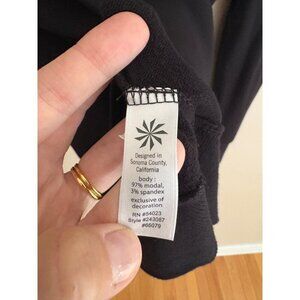 Designed in
Sonoma County,
California
body :
97% modal,
3% spandex
exclusive of
decoration
RN #54023
Style #243087
#66079